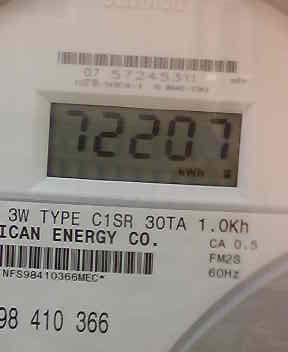 07 57245311
72207
kWh
3W TYPE C1SR 30TA 1.0Kh
ICAN ENERGY CO.
CA 0.5
FM2S
60Hz
NFS98410366MEC*
98 410 366